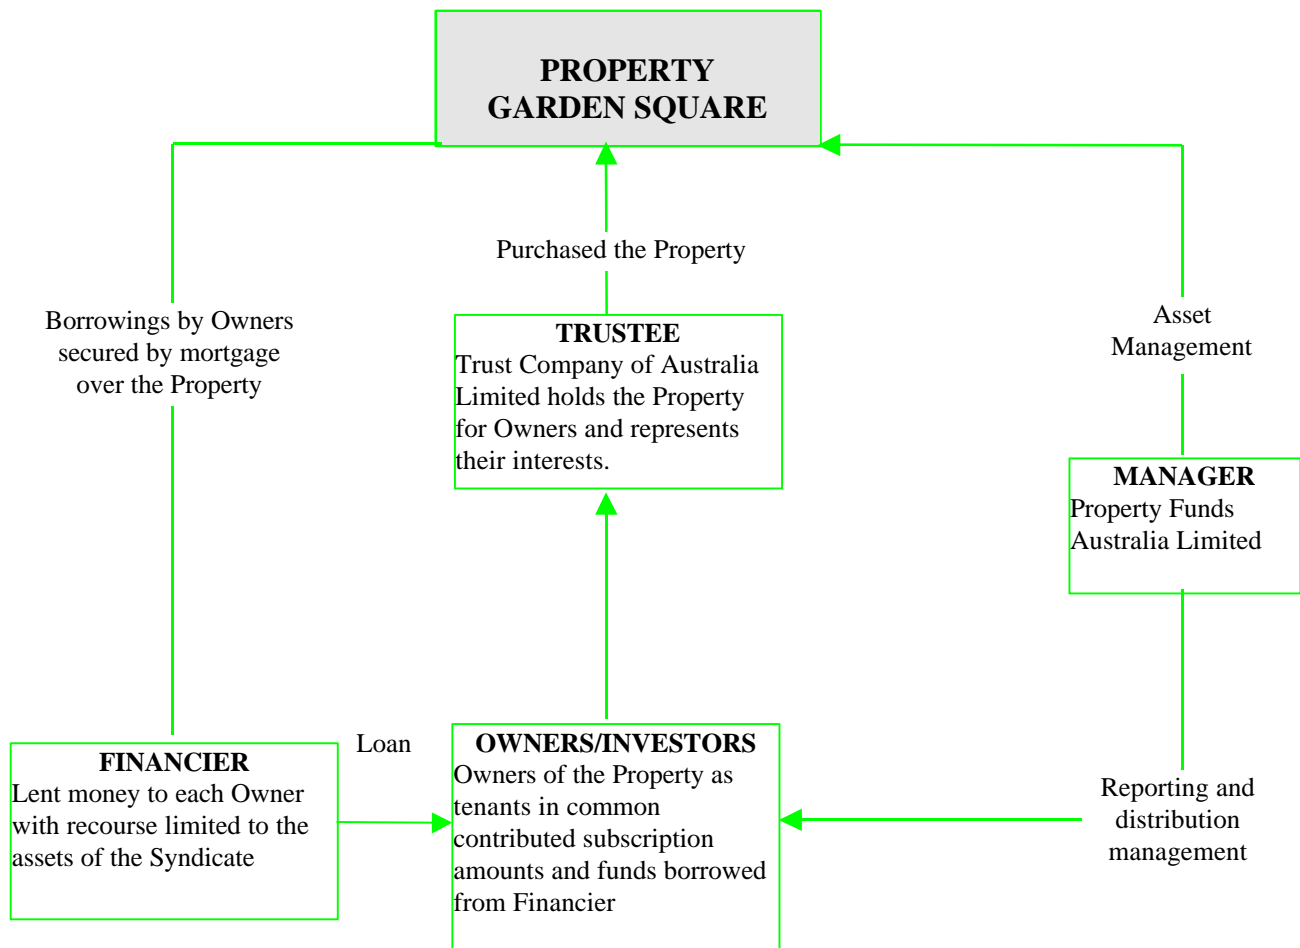 PROPERTY
GARDEN SQUARE
Purchased the Property
Borrowings by Owners
secured by mortgage
over the Property
Asset
Management
TRUSTEE
Trust Company of Australia
Limited holds the Property
for Owners and represents
their interests.
MANAGER
Property Funds
Australia Limited
Loan
FINANCIER
Lent money to each Owner
with recourse limited to the
assets of the Syndicate
OWNERS/INVESTORS
Owners of the Property as
tenants in common
contributed subscription
amounts and funds borrowed
from Financier
Reporting and
distribution
management